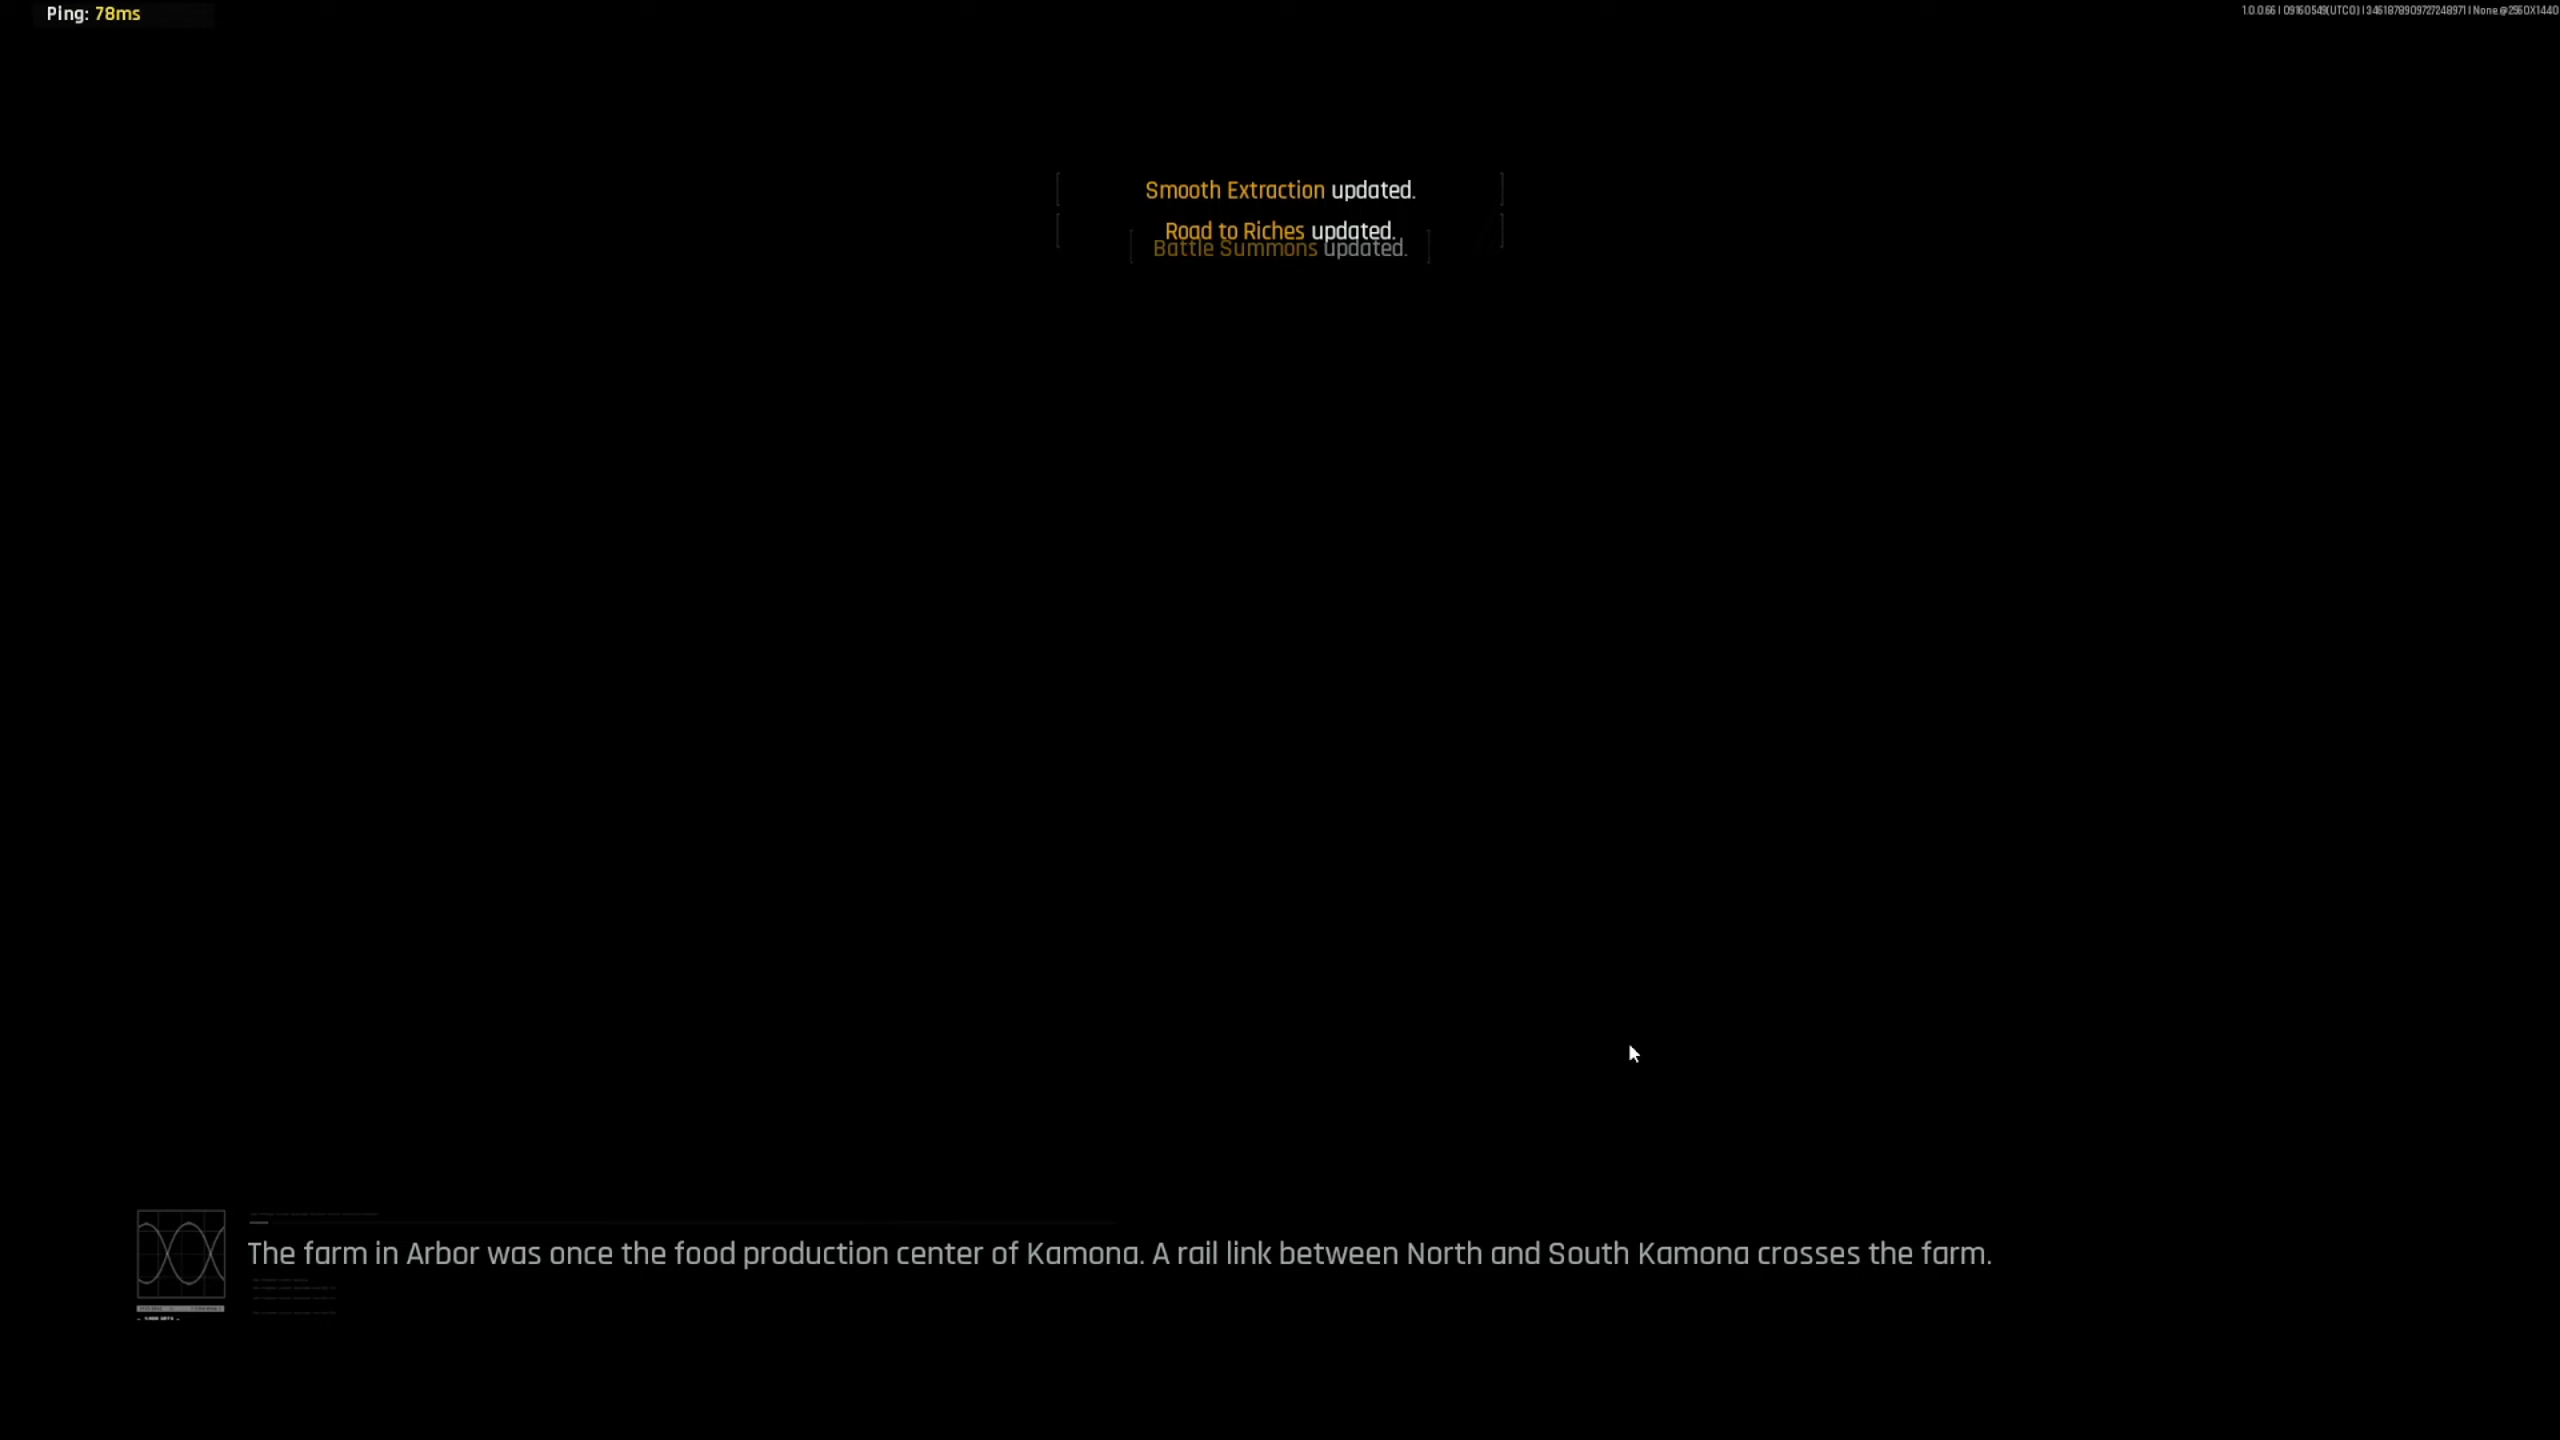 Ping: 78ms
Smooth Extraction updated.
Road to Riches updated.
Battle Summons updated.
The farm in Arbor was once the food production center of Kamona. A rail link between North and South Kamona crosses the farm.